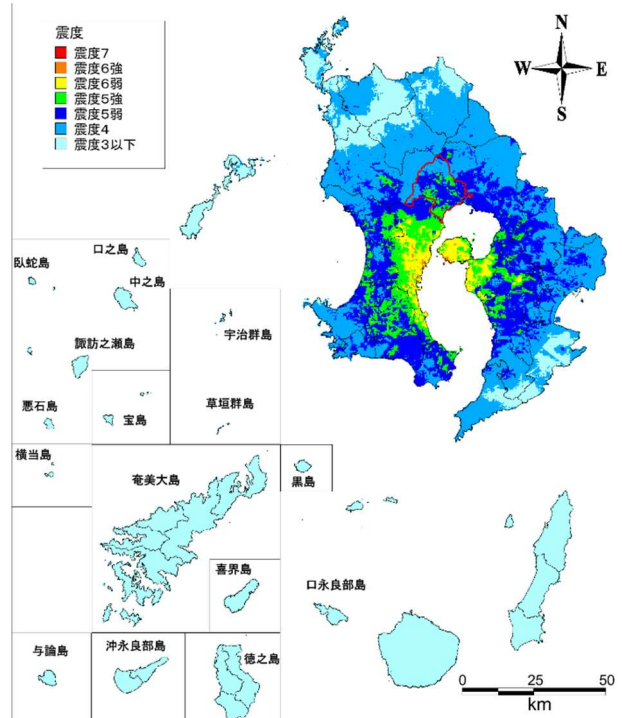 震度
震度7
震度6強
震度6弱
震度5強
震度5弱
震度4
震度3以下
N
W
E
S
口之島
臥蛇島
中之島
宇治群島
諏訪之瀬島
悪石島
宝島
草垣群島
横当島
奄美大島
黒島
喜界島
口永良部島
与論島
沖永良部島
徳之島
0 25 50
km